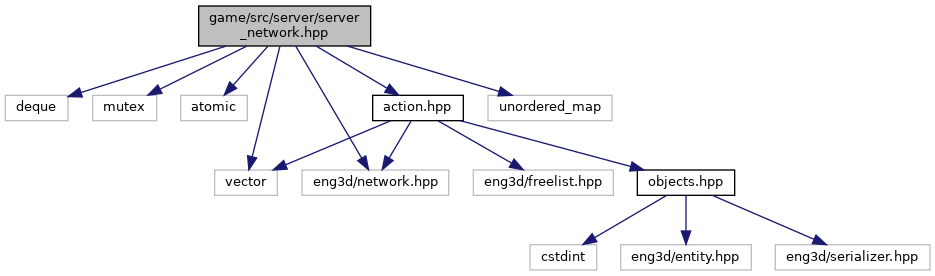 game/src/server/server
_network.hpp
deque
mutex
atomic
action.hpp
unordered_map
vector
eng3d/network.hpp
eng3d/freelist.hpp
objects.hpp
cstdint
eng3d/entity.hpp
eng3d/serializer.hpp